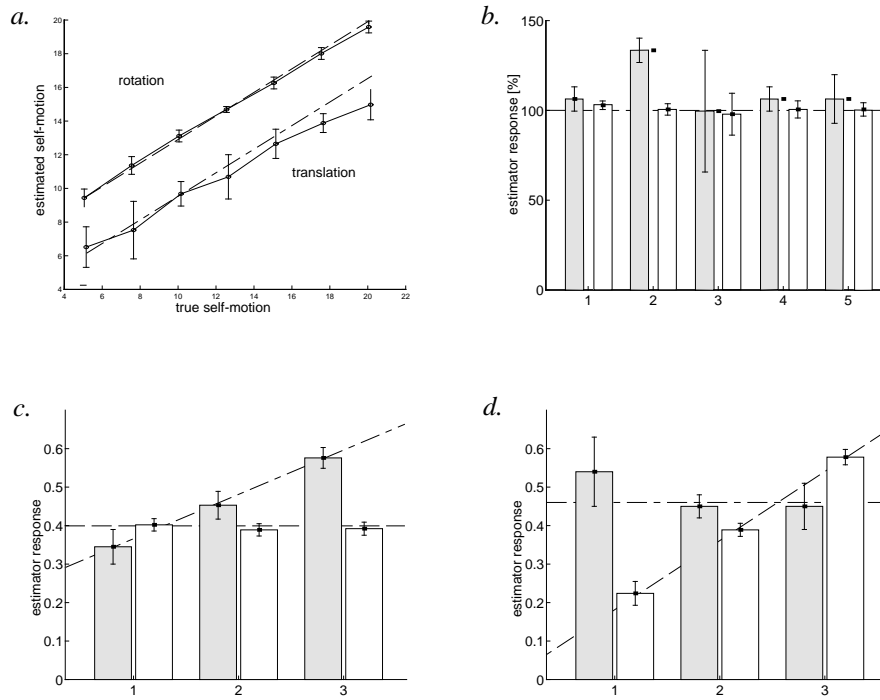 a.
20
18
16
14
12
10
8
6
4
estimated self-motion
rotation
translation
4 6 8 10 12 14 16 18 20 22
true self-motion
b.
150
100
50
0
estimator response [%]
1 2 3 4 5
c.
0.6
0.5
0.4
0.3
0.2
0.1
0
estimator response
1 2 3
d.
0.6
0.5
0.4
0.3
0.2
0.1
0
estimator response
1 2 3